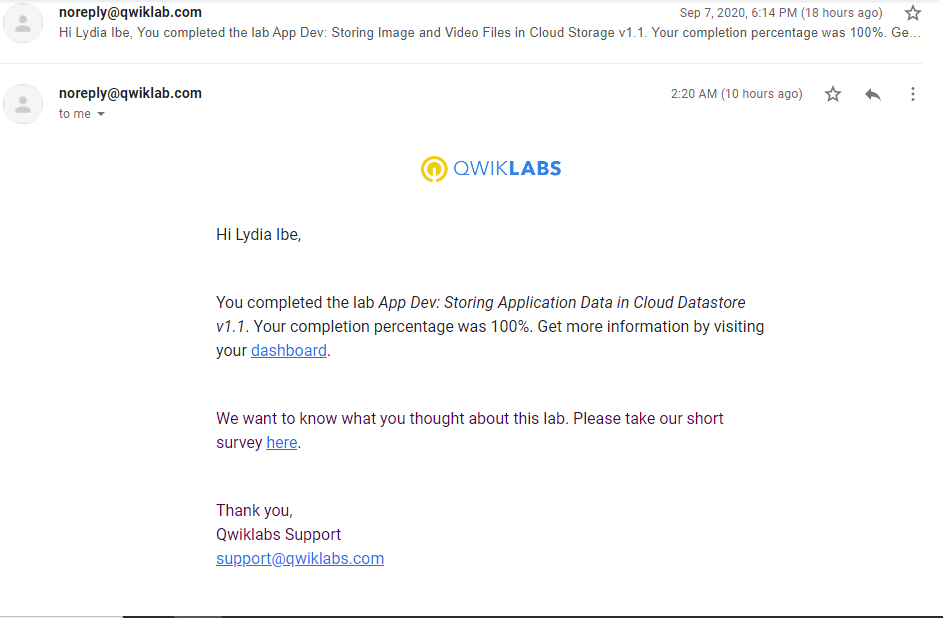 noreply@qwiklab.com Sep 7, 2020, 6:14 PM (18 hours ago)
Hi Lydia Ibe, You completed the lab App Dev: Storing Image and Video Files in Cloud Storage v1.1. Your completion percentage was 100%. Ge...
noreply@qwiklab.com 2:20 AM (10 hours ago)
to me
QWIKLABS
Hi Lydia Ibe,
You completed the lab App Dev: Storing Application Data in Cloud Datastore
v1.1. Your completion percentage was 100%. Get more information by visiting
your dashboard.
We want to know what you thought about this lab. Please take our short
survey here.
Thank you,
Qwiklabs Support
support@qwiklabs.com